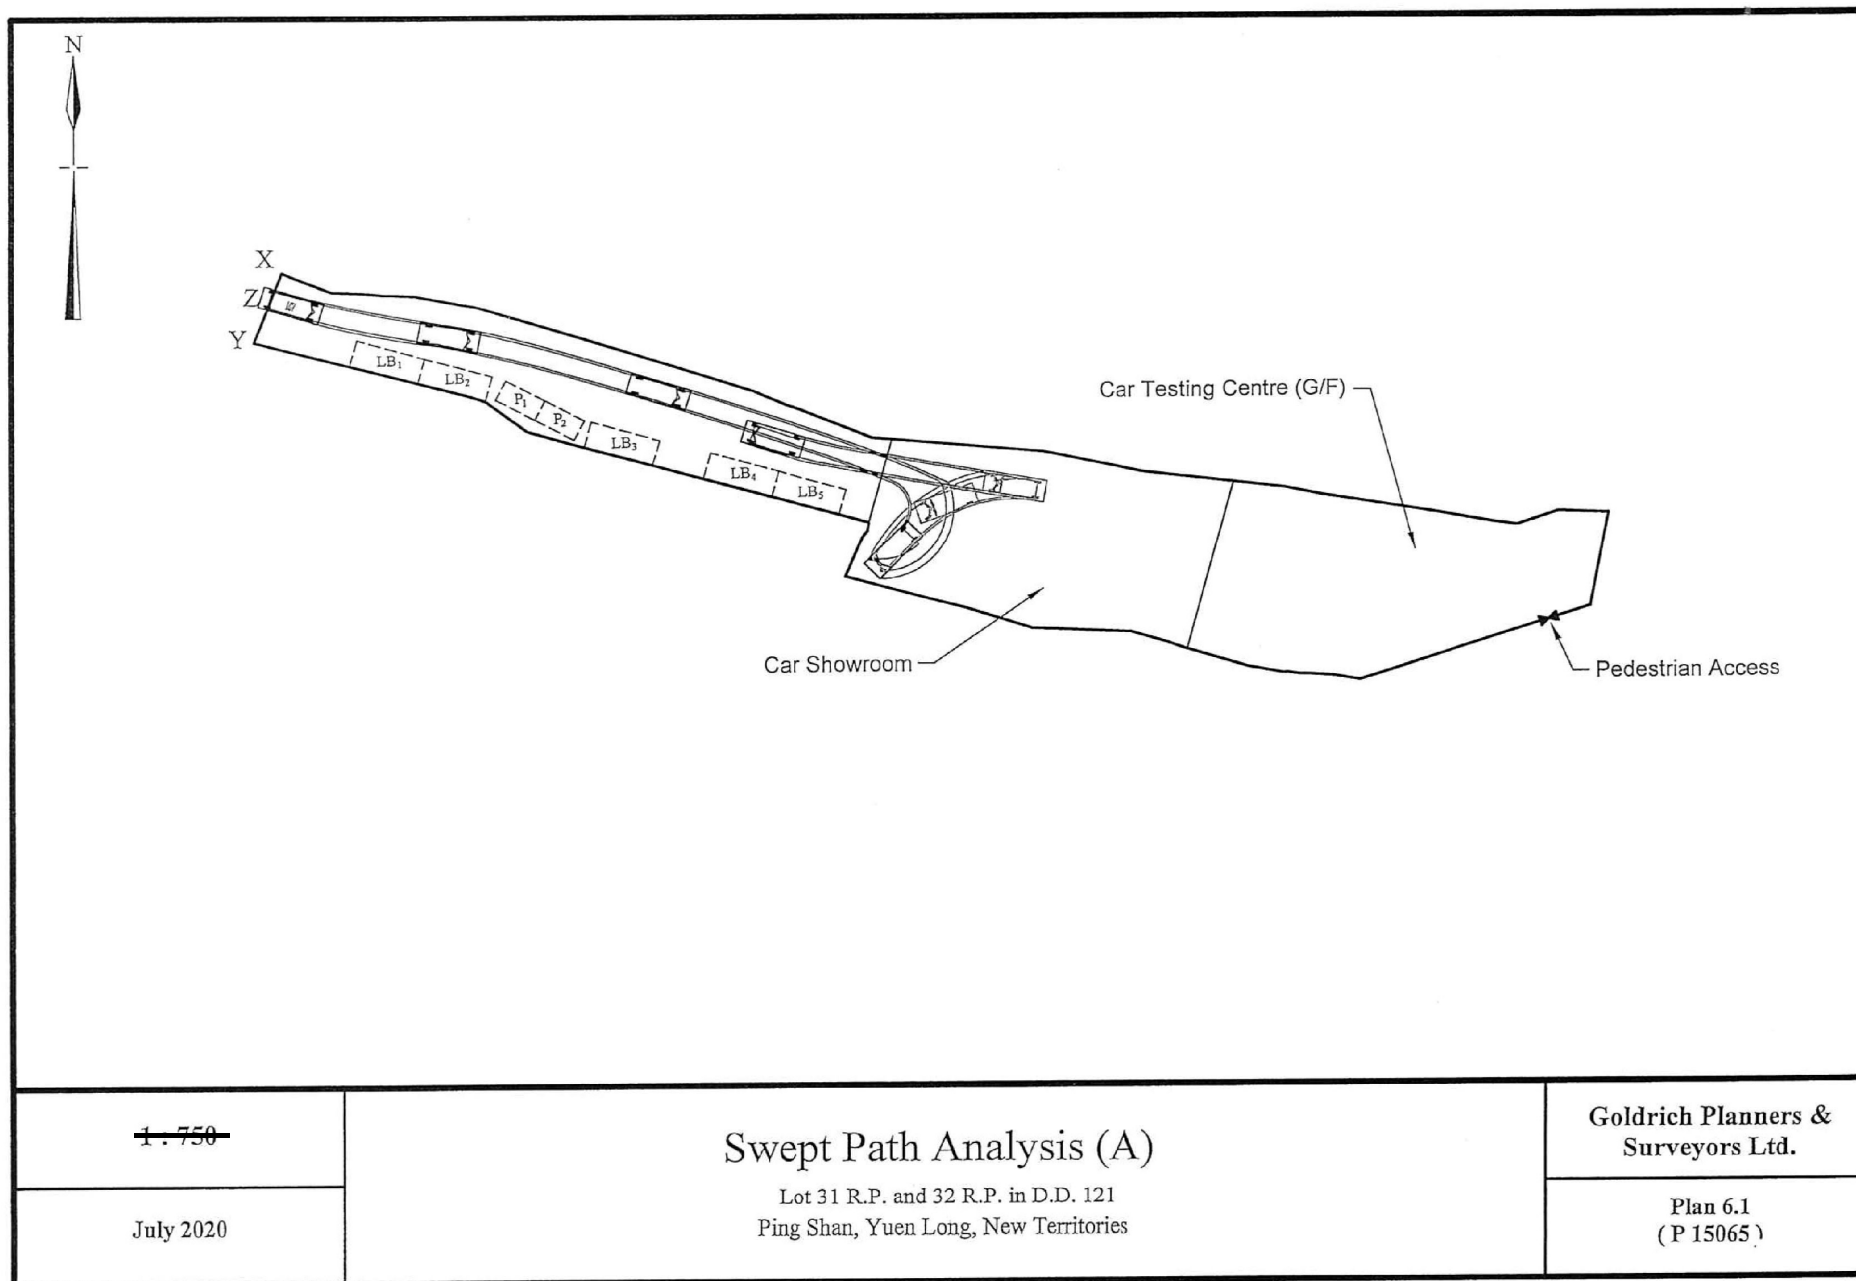 N
X
Z
Y
LB₁
LB₂
P₁
P₂
LB₃
LB₄
LB₅
Car Testing Centre (G/F)
Car Showroom
Pedestrian Access
1 : 750
July 2020
Swept Path Analysis (A)
Lot 31 R.P. and 32 R.P. in D.D. 121
Ping Shan, Yuen Long, New Territories
Goldrich Planners &
Surveyors Ltd.
Plan 6.1
( P 15065 )